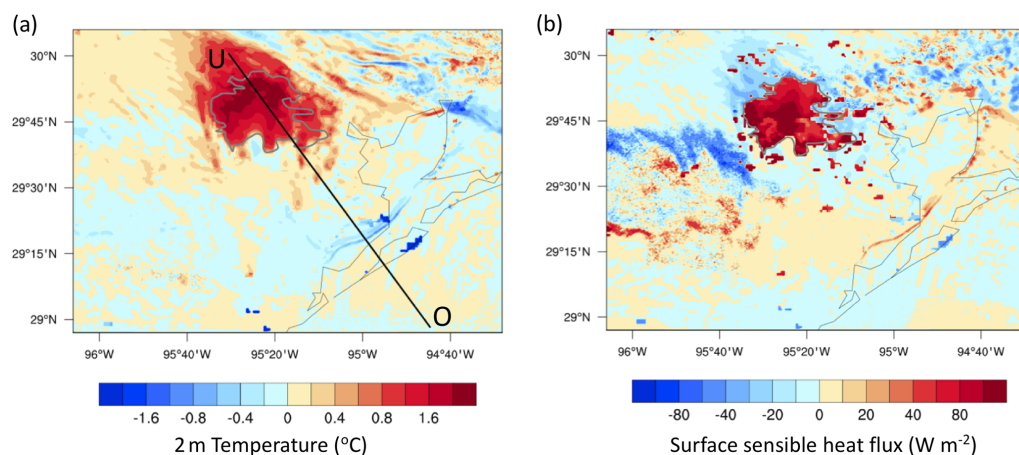 (a)
(b)
U
O
30°N
29°45'N
29°30'N
29°15'N
29°N
96°W
95°40'W
95°20'W
95°W
94°40'W
30°N
29°45'N
29°30'N
29°15'N
29°N
96°W
95°40'W
95°20'W
95°W
94°40'W
-1.6 -0.8 -0.4 0 0.4 0.8 1.6
-80 -40 -20 0 20 40 80
2 m Temperature (°C)
Surface sensible heat flux (W m⁻²)